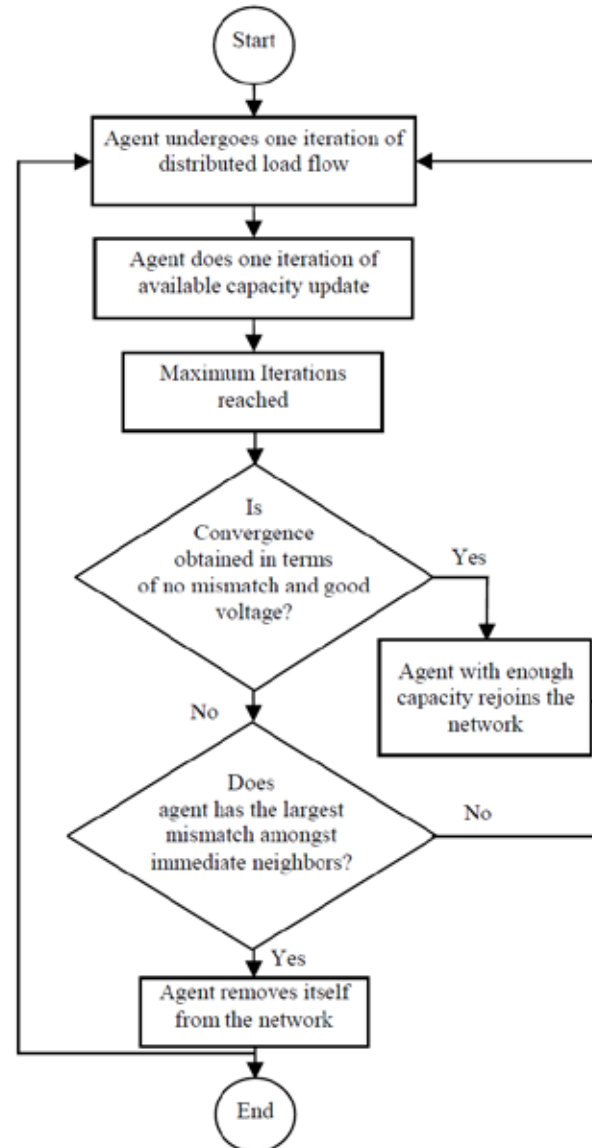 Start
Agent undergoes one iteration of
distributed load flow
Agent does one iteration of
available capacity update
Maximum Iterations
reached
Is
Convergence
obtained in terms
of no mismatch and good
voltage?
Yes
Agent with enough
capacity rejoins the
network
No
Does
agent has the largest
mismatch amongst
immediate neighbors?
No
Yes
Agent removes itself
from the network
End